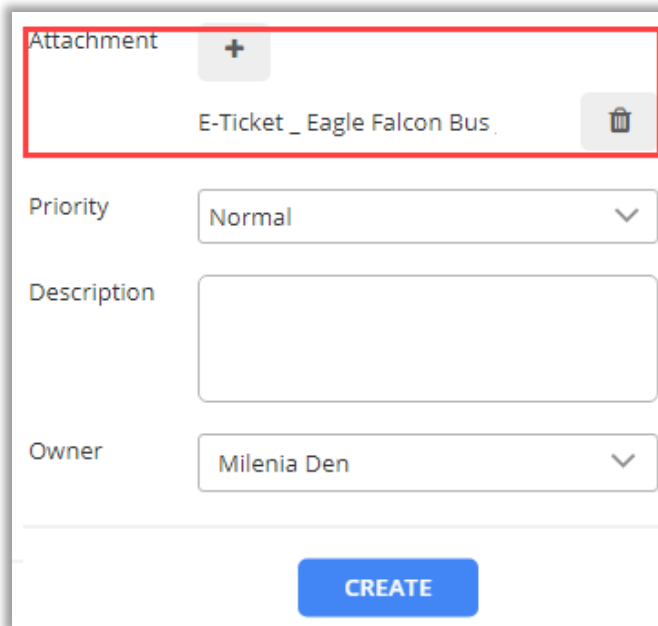 Attachment
E-Ticket _ Eagle Falcon Bus
Priority
Normal
Description
Owner
Milenia Den
CREATE